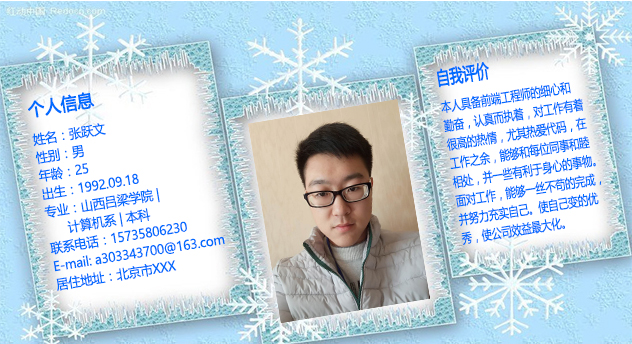 红动中国 Redocn.com
个人信息
姓名：张跃文
性别：男
年龄：25
出生：1992.09.18
专业：山西吕梁学院 |
计算机系 | 本科
联系电话：15735806230
E-mail: a303343700@163.com
居住地址：北京市XXX
自我评价
本人具备前端工程师的细心和
勤奋，认真而执着，对工作有着
很高的热情，尤其热爱代码，在
工作之余，能够和每位同事和睦
相处，并一些有利于身心的事物。
面对工作，能够一丝不苟的完成，
并努力充实自己。使自己变的优
秀，使公司效益最大化。